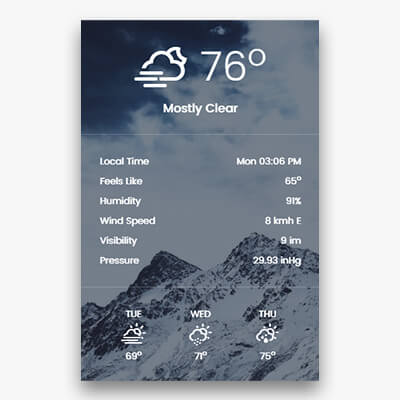 76°
Mostly Clear
Local Time Mon 03:06 PM
Feels Like 65°
Humidity 91%
Wind Speed 8 kmh E
Visibility 9 im
Pressure 29.93 inHg
TUE WED THU
69° 71° 75°